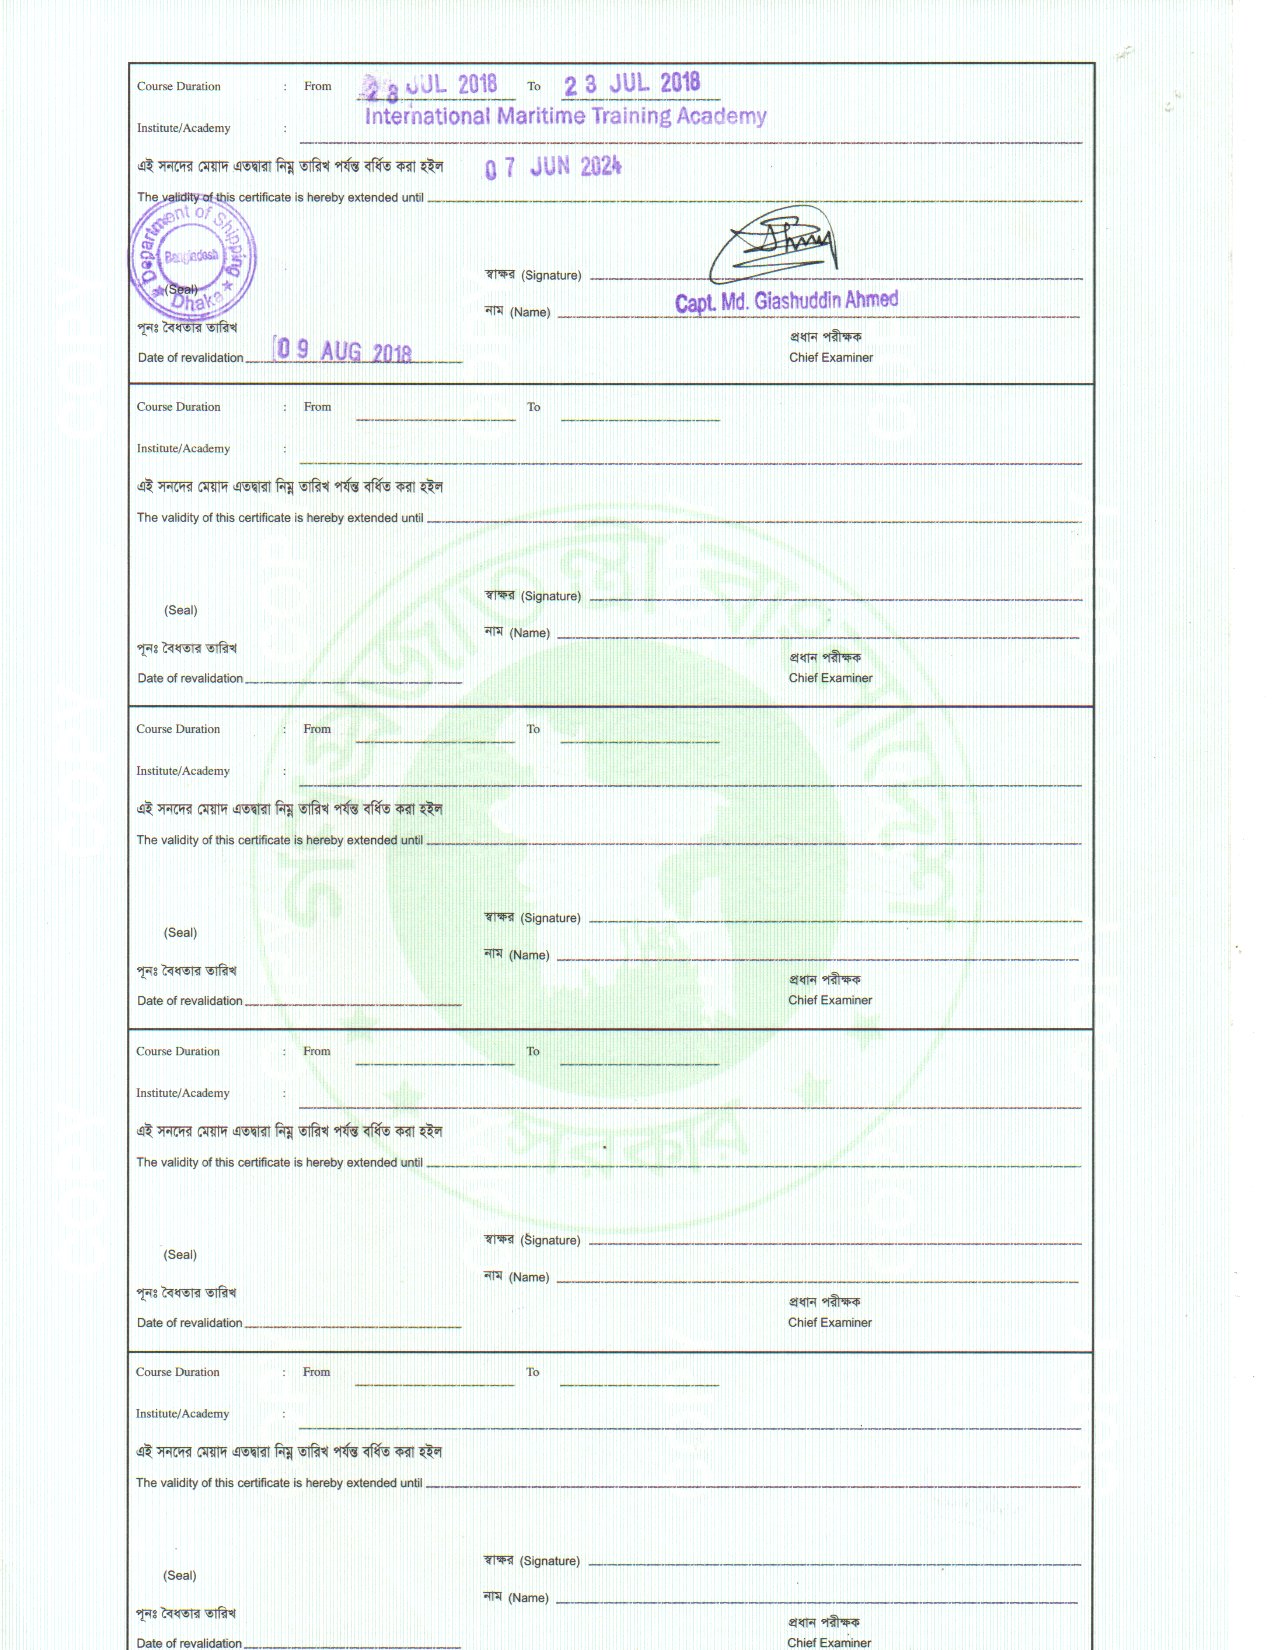 Course Duration : From 23 JUL 2018 To 23 JUL 2018
Institute/Academy : International Maritime Training Academy
এই সনদের মেয়াদ এতদ্বারা নিম্ন তারিখ পর্যন্ত বর্ধিত করা হইল
The validity of this certificate is hereby extended until 07 JUN 2024
Department of Shipping
Bangladesh
Dhaka
(Seal)
স্বাক্ষর (Signature)
নাম (Name) Capt. Md. Giashuddin Ahmed
পূনঃ বৈধতার তারিখ
প্রধান পরীক্ষক
Date of revalidation 09 AUG 2018
Chief Examiner
Course Duration : From To
Institute/Academy :
এই সনদের মেয়াদ এতদ্বারা নিম্ন তারিখ পর্যন্ত বর্ধিত করা হইল
The validity of this certificate is hereby extended until
স্বাক্ষর (Signature)
(Seal)
নাম (Name)
পূনঃ বৈধতার তারিখ
প্রধান পরীক্ষক
Date of revalidation
Chief Examiner
গণপ্রজাতন্ত্রী বাংলাদেশ
Course Duration : From To
Institute/Academy :
এই সনদের মেয়াদ এতদ্বারা নিম্ন তারিখ পর্যন্ত বর্ধিত করা হইল
The validity of this certificate is hereby extended until
স্বাক্ষর (Signature)
(Seal)
নাম (Name)
পূনঃ বৈধতার তারিখ
প্রধান পরীক্ষক
Date of revalidation
Chief Examiner
Course Duration : From To
Institute/Academy :
এই সনদের মেয়াদ এতদ্বারা নিম্ন তারিখ পর্যন্ত বর্ধিত করা হইল
সরকার
The validity of this certificate is hereby extended until
স্বাক্ষর (Signature)
(Seal)
নাম (Name)
পূনঃ বৈধতার তারিখ
প্রধান পরীক্ষক
Date of revalidation
Chief Examiner
Course Duration : From To
Institute/Academy :
এই সনদের মেয়াদ এতদ্বারা নিম্ন তারিখ পর্যন্ত বর্ধিত করা হইল
The validity of this certificate is hereby extended until
স্বাক্ষর (Signature)
(Seal)
নাম (Name)
পূনঃ বৈধতার তারিখ
প্রধান পরীক্ষক
Date of revalidation
Chief Examiner